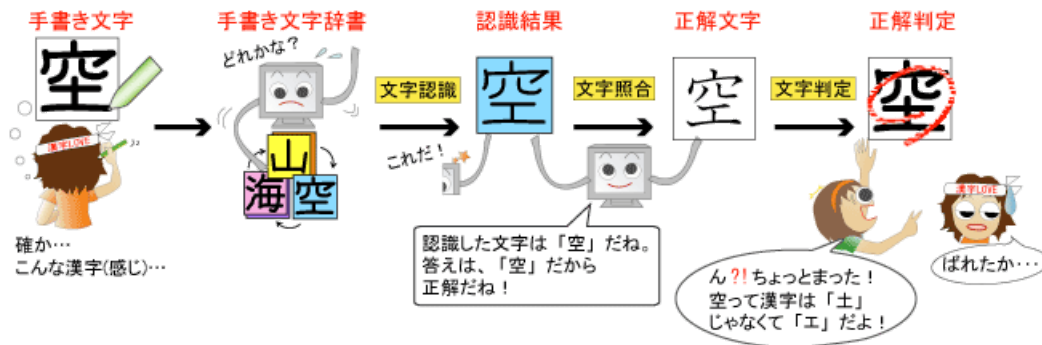 手書き文字
空
漢字LOVE
確か…
こんな漢字(感じ)…
手書き文字辞書
どれかな?
山
海
空
文字認識
認識結果
空
これだ!
文字照合
認識した文字は「空」だね。
答えは、「空」だから
正解だね!
正解文字
空
文字判定
正解判定
空
ん?!ちょっとまった!
空って漢字は「土」
じゃなくて「エ」だよ!
漢字LOVE
ばれたか・・・